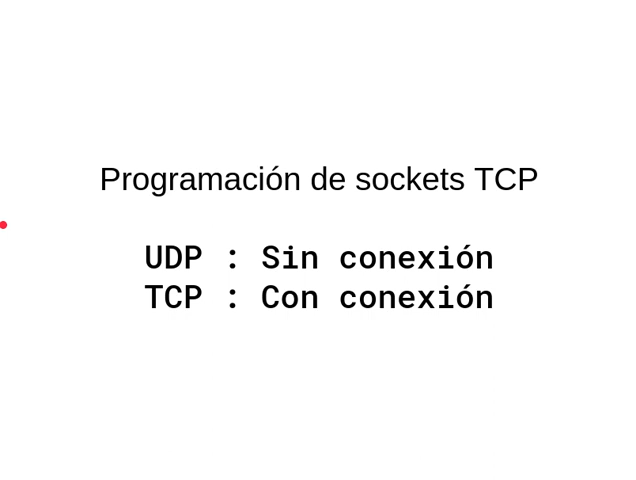 Programación de sockets TCP
UDP : Sin conexión
TCP : Con conexión